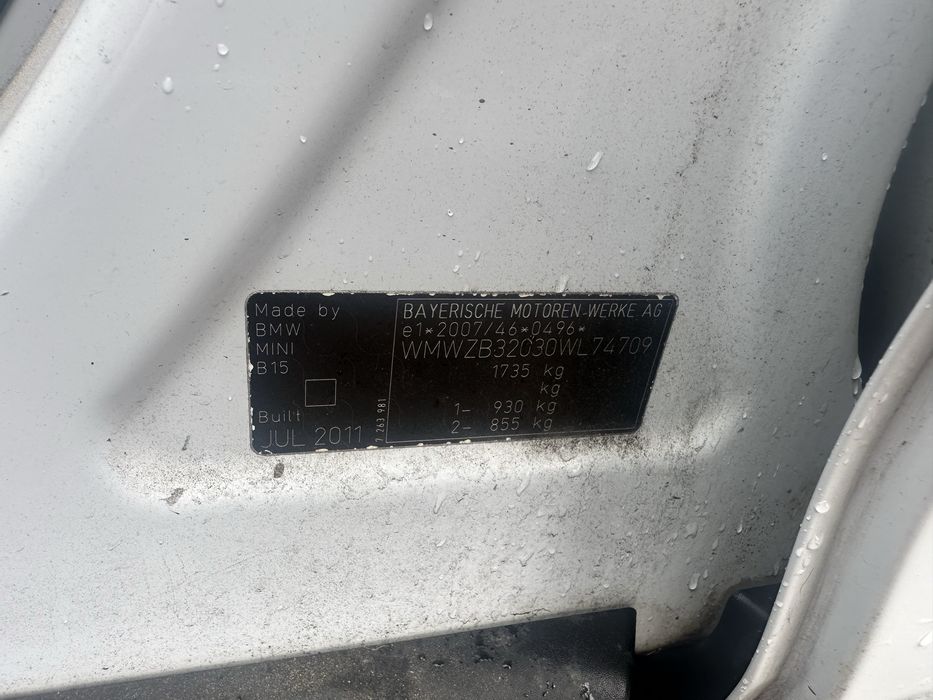 Made by
BMW
MINI
B15
Built
JUL 2011
7 263 981
BAYERISCHE MOTOREN-WERKE AG
e1*2007/46*0496*
WMWZB32030WL74709
1735 kg
kg
1- 930 kg
2- 855 kg